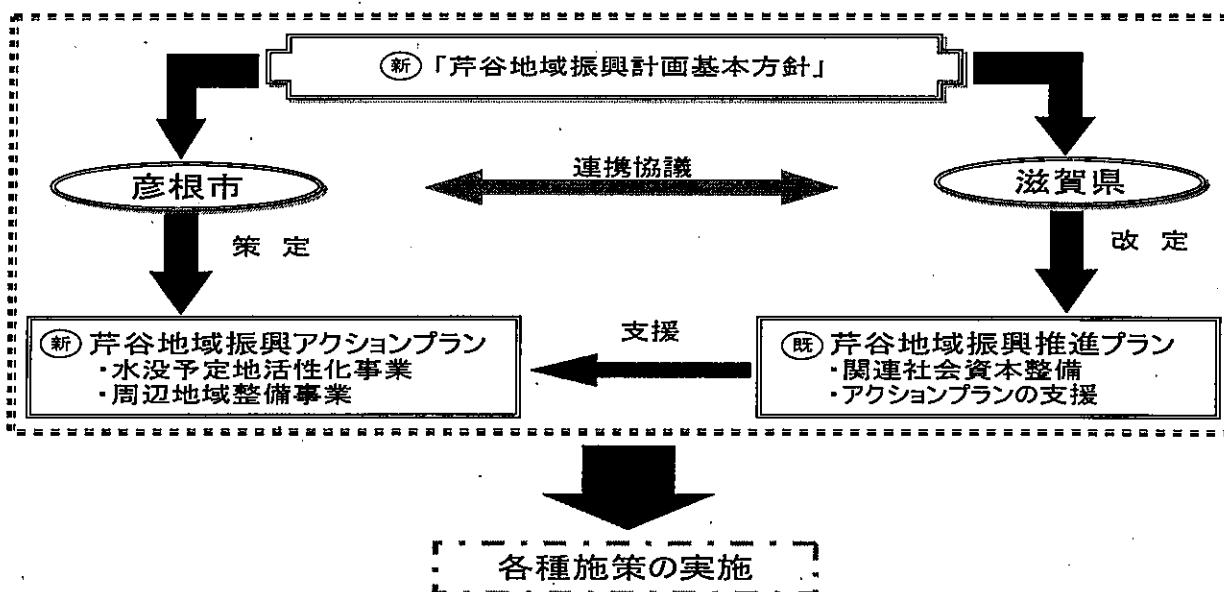 新 「芹谷地域振興計画基本方針」
彦根市
連携協議
滋賀県
策 定
改 定
新 芹谷地域振興アクションプラン
・水没予定地活性化事業
・周辺地域整備事業
支援
既 芹谷地域振興推進プラン
・関連社会資本整備
・アクションプランの支援
各種施策の実施